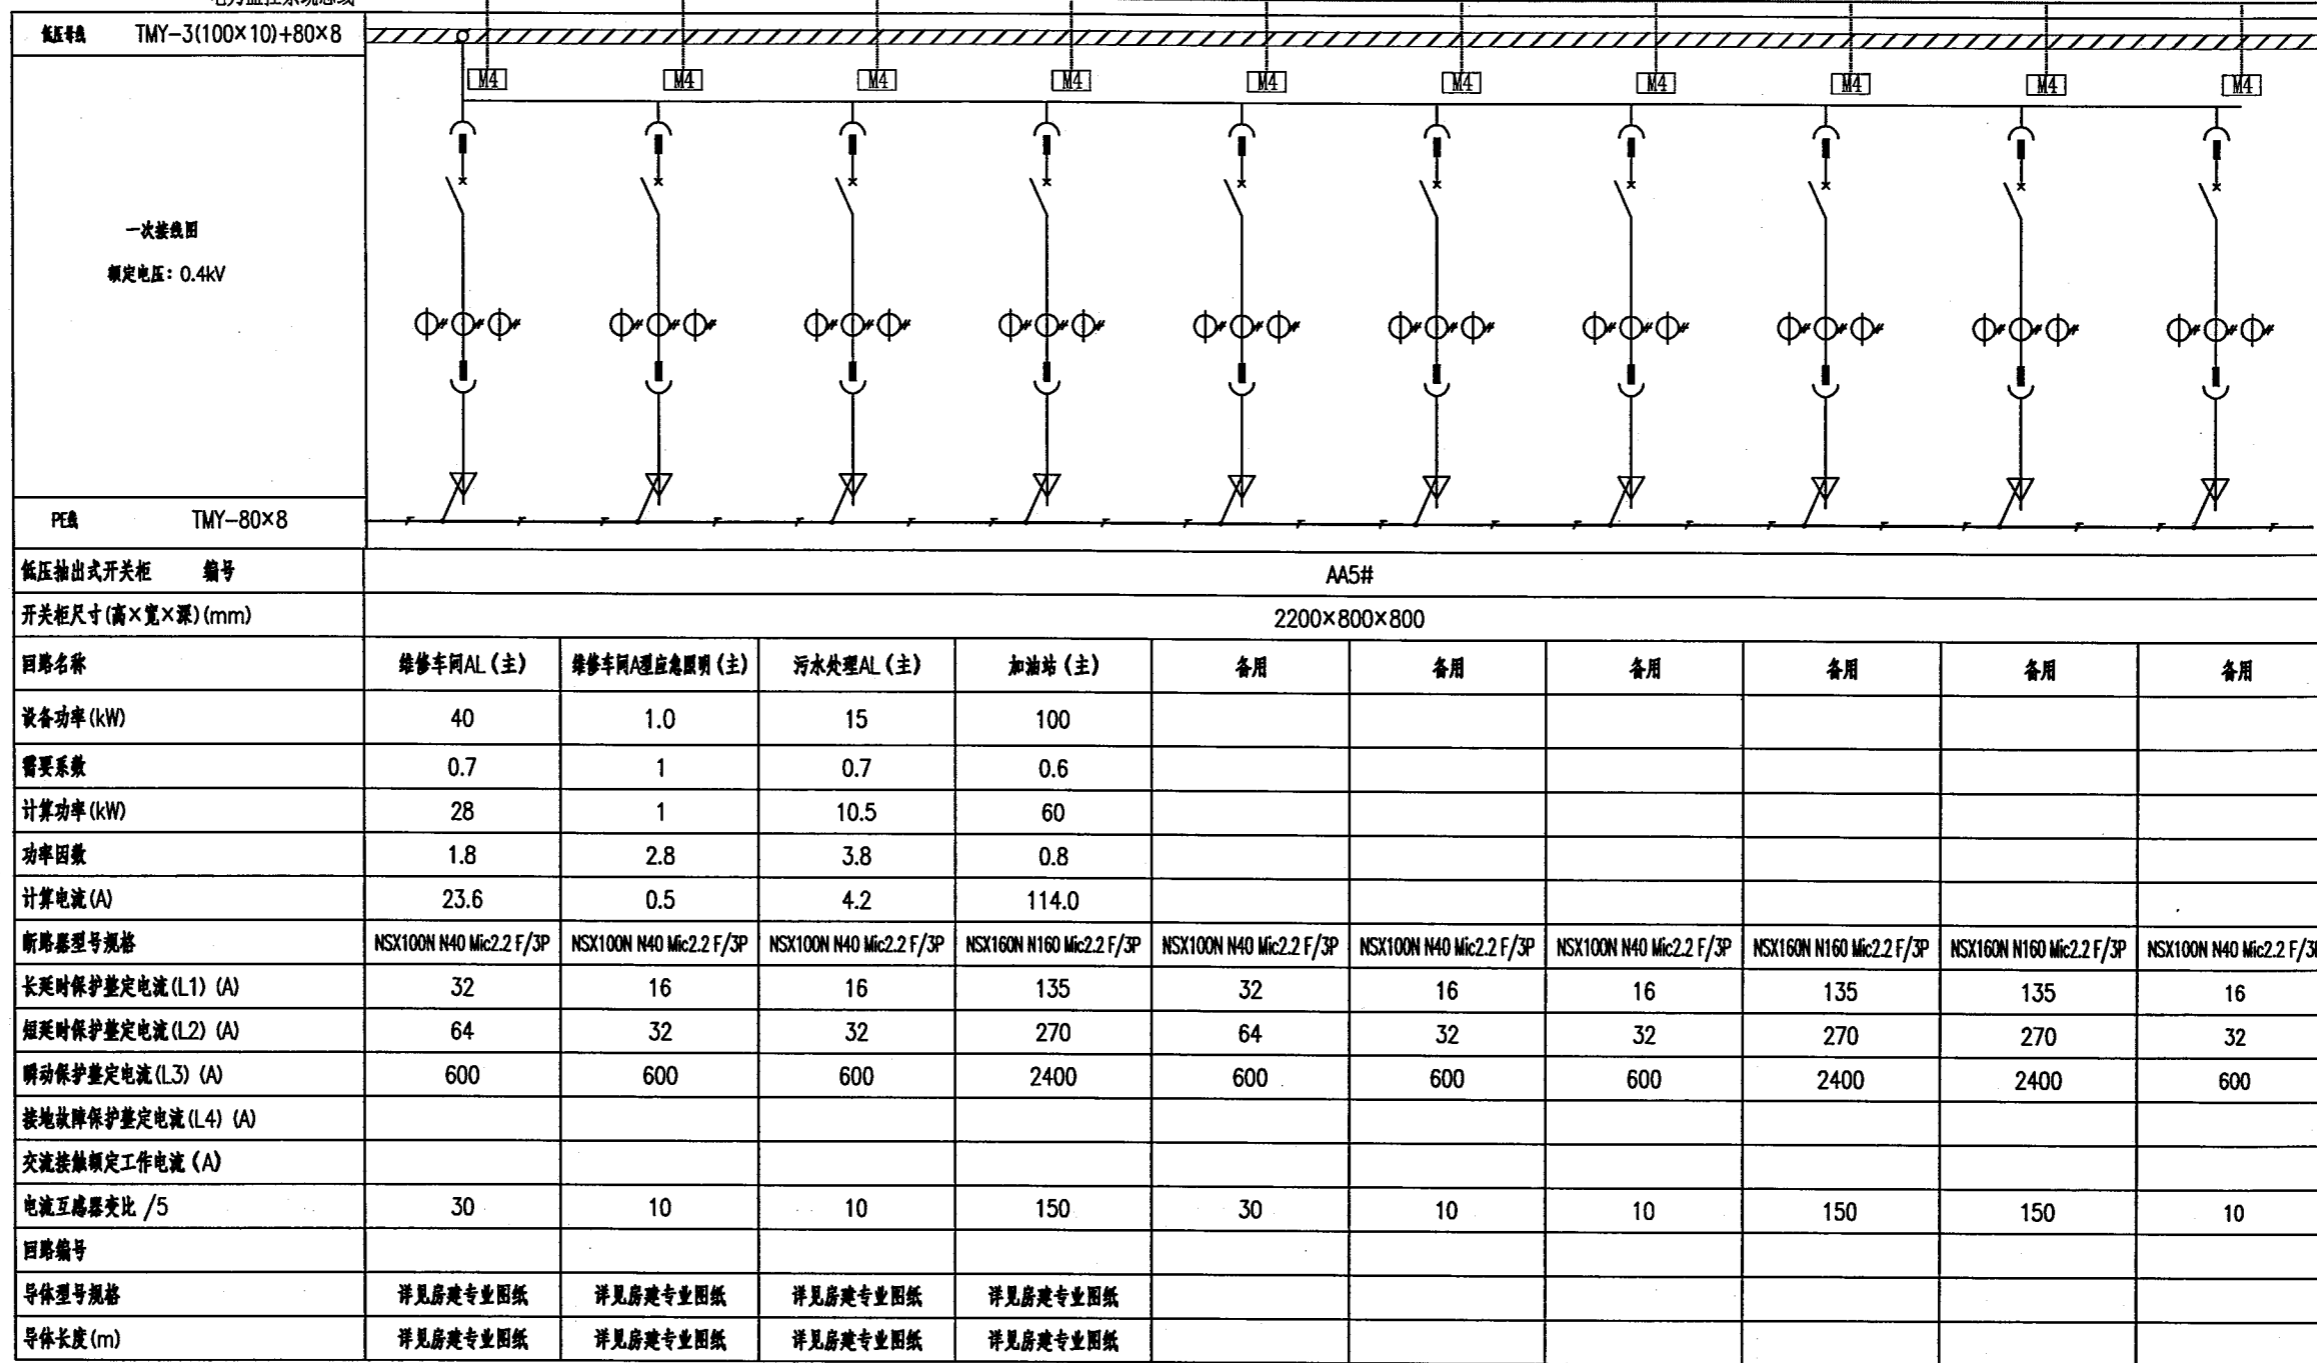 电力监控系统总线
低压母线 TMY-3(100×10)+80×8
M4 M4 M4 M4 M4 M4 M4 M4 M4 M4
一次接线图
额定电压：0.4kV
PE线 TMY-80×8
低压抽出式开关柜 编号 AA5#
开关柜尺寸(高×宽×深)(mm) 2200×800×800
回路名称 维修车间AL（主） 维修车间A型应急照明（主） 污水处理AL（主） 加油站（主） 备用 备用 备用 备用 备用 备用
设备功率(kW) 40 1.0 15 100
需要系数 0.7 1 0.7 0.6
计算功率(kW) 28 1 10.5 60
功率因数 1.8 2.8 3.8 0.8
计算电流(A) 23.6 0.5 4.2 114.0
断路器型号规格 NSX100N N40 Mic2.2 F/3P NSX100N N40 Mic2.2 F/3P NSX100N N40 Mic2.2 F/3P NSX160N N160 Mic2.2 F/3P NSX100N N40 Mic2.2 F/3P NSX100N N40 Mic2.2 F/3P NSX100N N40 Mic2.2 F/3P NSX160N N160 Mic2.2 F/3P NSX160N N160 Mic2.2 F/3P NSX100N N40 Mic2.2 F/3P
长延时保护整定电流(L1) (A) 32 16 16 135 32 16 16 135 135 16
短延时保护整定电流(L2) (A) 64 32 32 270 64 32 32 270 270 32
瞬动保护整定电流(L3) (A) 600 600 600 2400 600 600 600 2400 2400 600
接地故障保护整定电流(L4) (A)
交流接触额定工作电流 (A)
电流互感器变比 /5 30 10 10 150 30 10 10 150 150 10
回路编号
导体型号规格 详见房建专业图纸 详见房建专业图纸 详见房建专业图纸 详见房建专业图纸
导体长度(m) 详见房建专业图纸 详见房建专业图纸 详见房建专业图纸 详见房建专业图纸